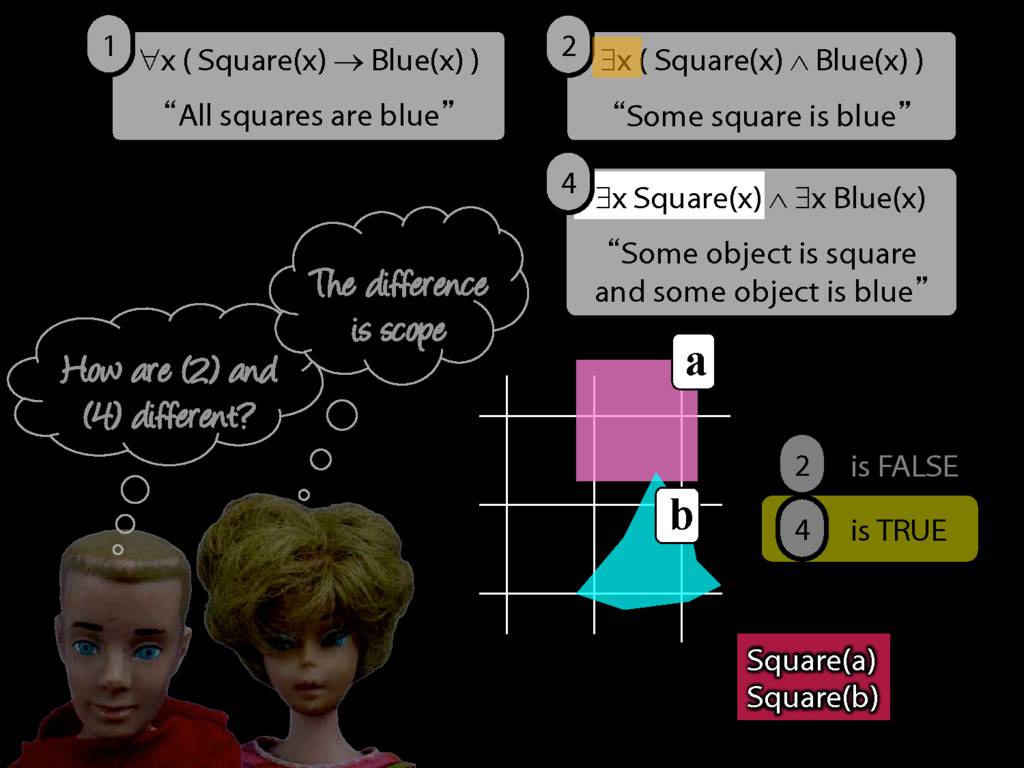 1
∀x ( Square(x) → Blue(x) )
“All squares are blue”
2
∃x ( Square(x) ∧ Blue(x) )
“Some square is blue”
4
∃x Square(x) ∧ ∃x Blue(x)
“Some object is square
and some object is blue”
The difference
is scope
How are (2) and
(4) different?
a
b
2 is FALSE
4 is TRUE
Square(a)
Square(b)